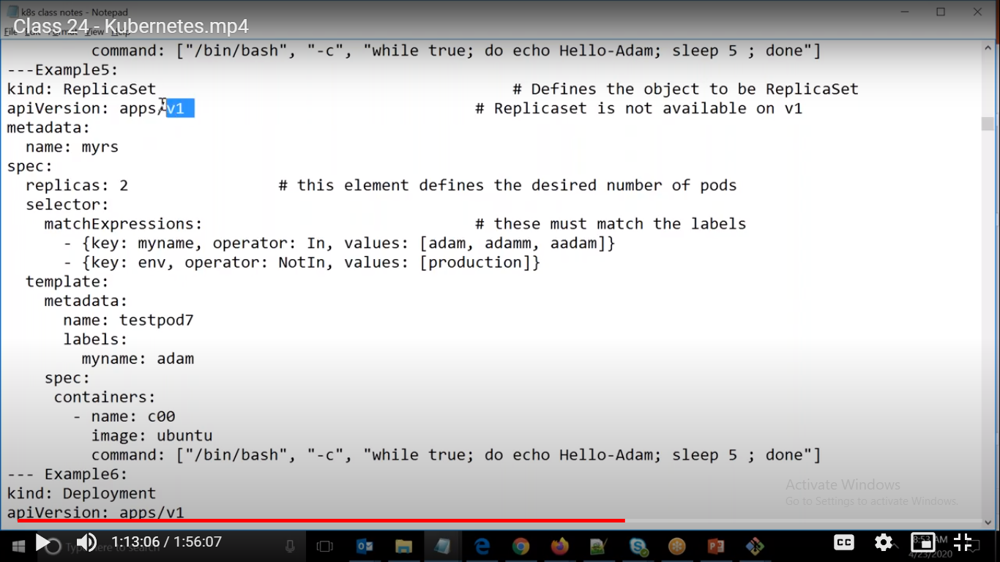 k8s class notes - Notepad
Class 24 - Kubernetes.mp4
File Edit Format View Help
command: ["/bin/bash", "-c", "while true; do echo Hello-Adam; sleep 5 ; done"]
---Example5:
kind: ReplicaSet # Defines the object to be ReplicaSet
apiVersion: apps/v1 # Replicaset is not available on v1
metadata:
name: myrs
spec:
replicas: 2 # this element defines the desired number of pods
selector:
matchExpressions: # these must match the labels
- {key: myname, operator: In, values: [adam, adamm, aadam]}
- {key: env, operator: NotIn, values: [production]}
template:
metadata:
name: testpod7
labels:
myname: adam
spec:
containers:
- name: c00
image: ubuntu
command: ["/bin/bash", "-c", "while true; do echo Hello-Adam; sleep 5 ; done"]
--- Example6:
kind: Deployment
apiVersion: apps/v1
Activate Windows
Go to Settings to activate Windows.
Type here to search
1:13:06 / 1:56:07
CC
8:53 AM
4/23/2020